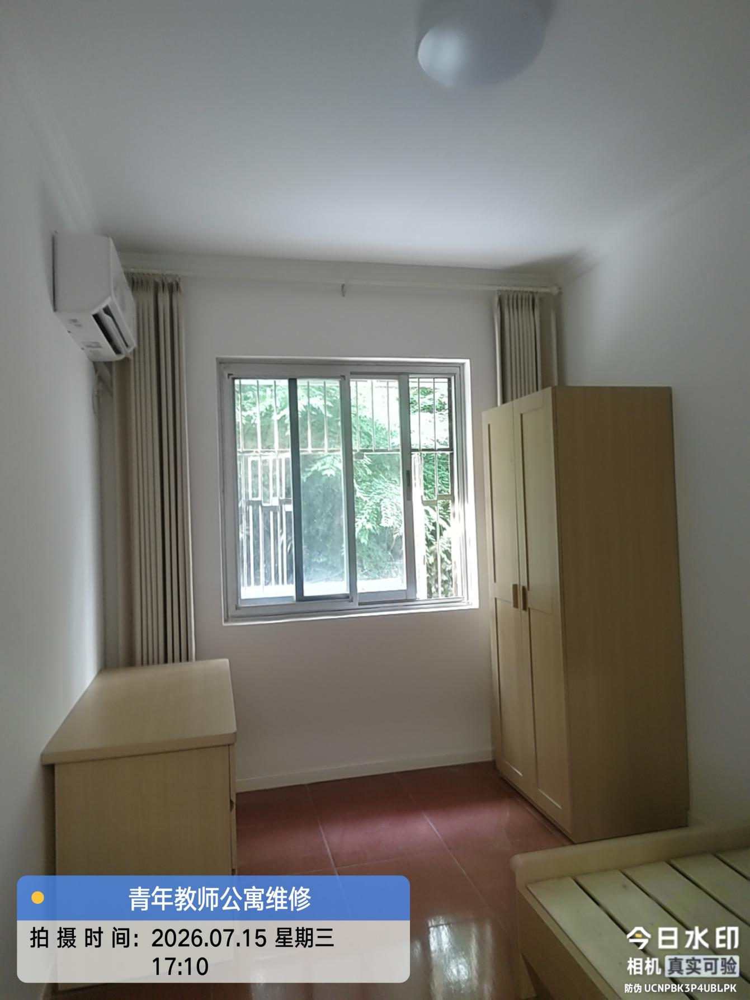 青年教师公寓维修
拍摄时间: 2026.07.15 星期三
17:10
今日水印
相机 真实可验
防伪 UCNPBK3P4UBLPK